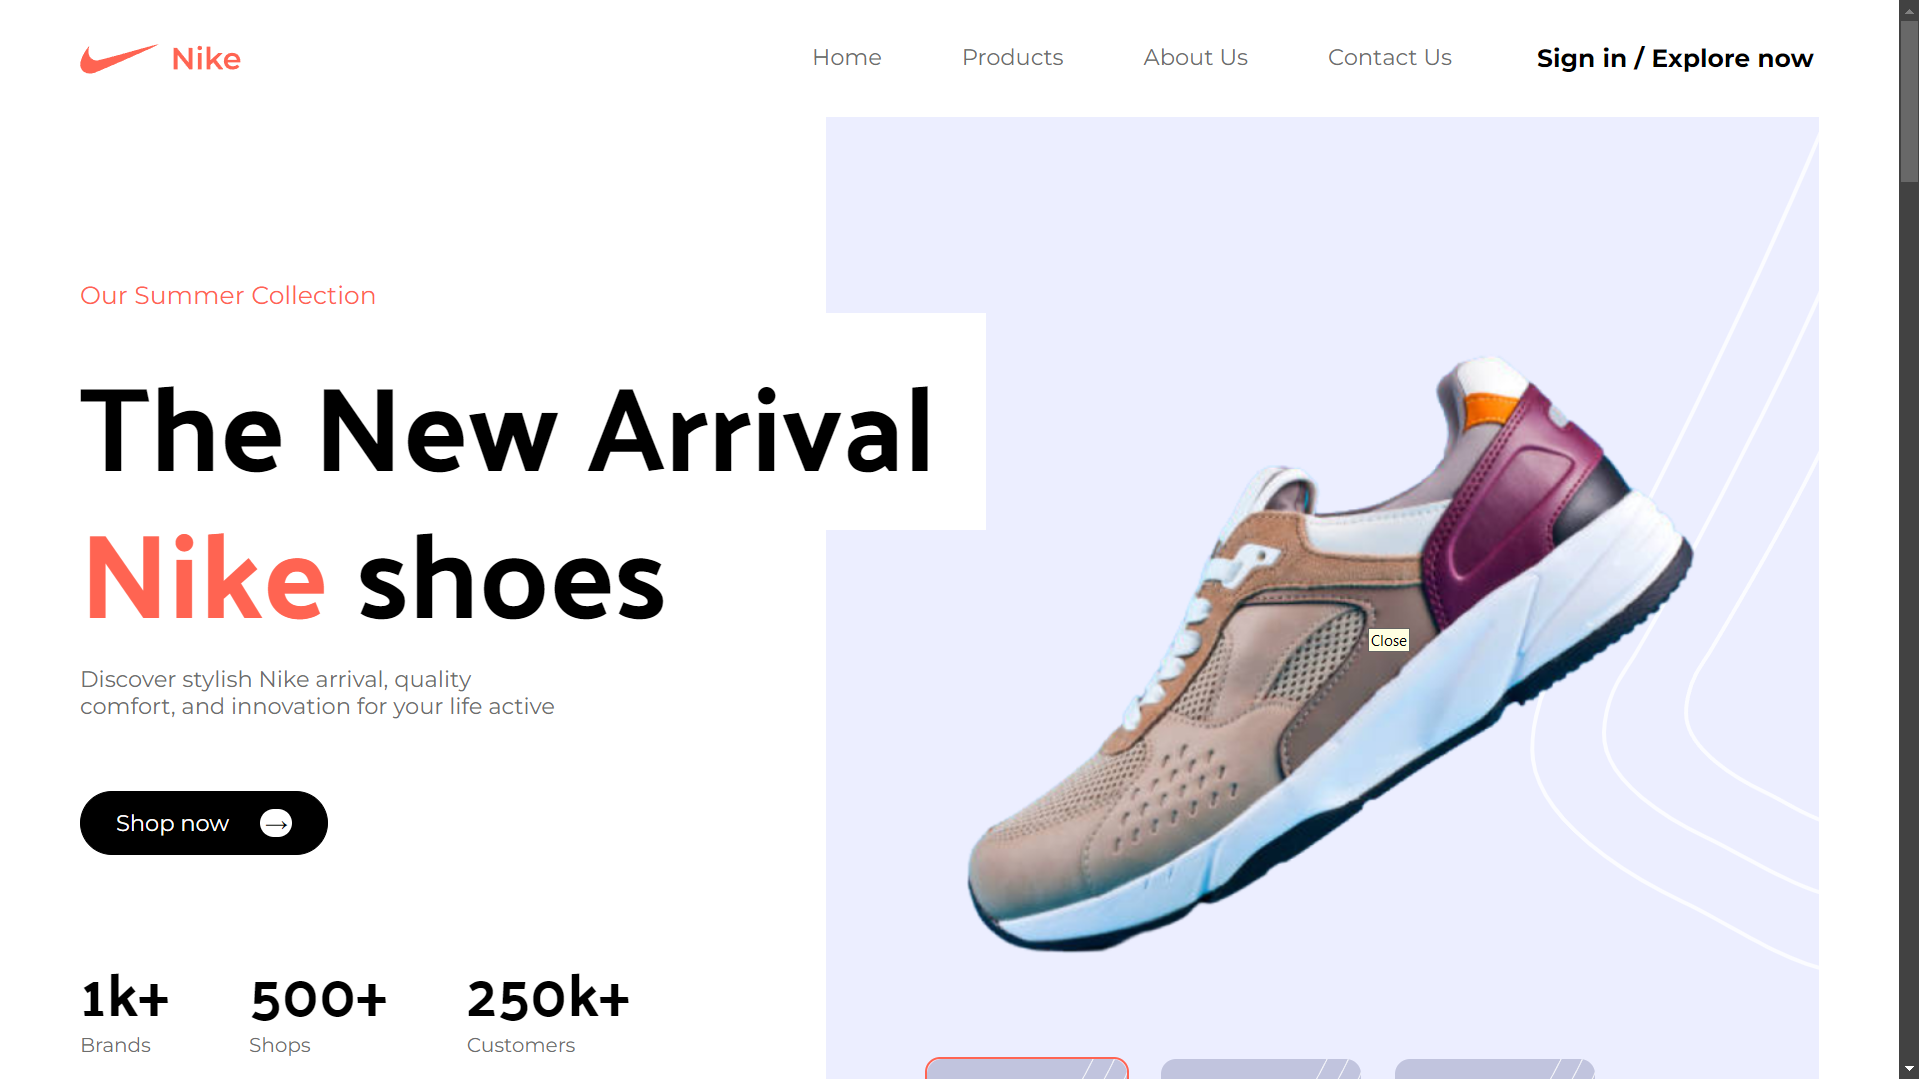 Nike
Home
Products
About Us
Contact Us
Sign in / Explore now
Our Summer Collection
The New Arrival
Nike shoes
Discover stylish Nike arrival, quality
comfort, and innovation for your life active
Shop now →
Close
1k+
Brands
500+
Shops
250k+
Customers